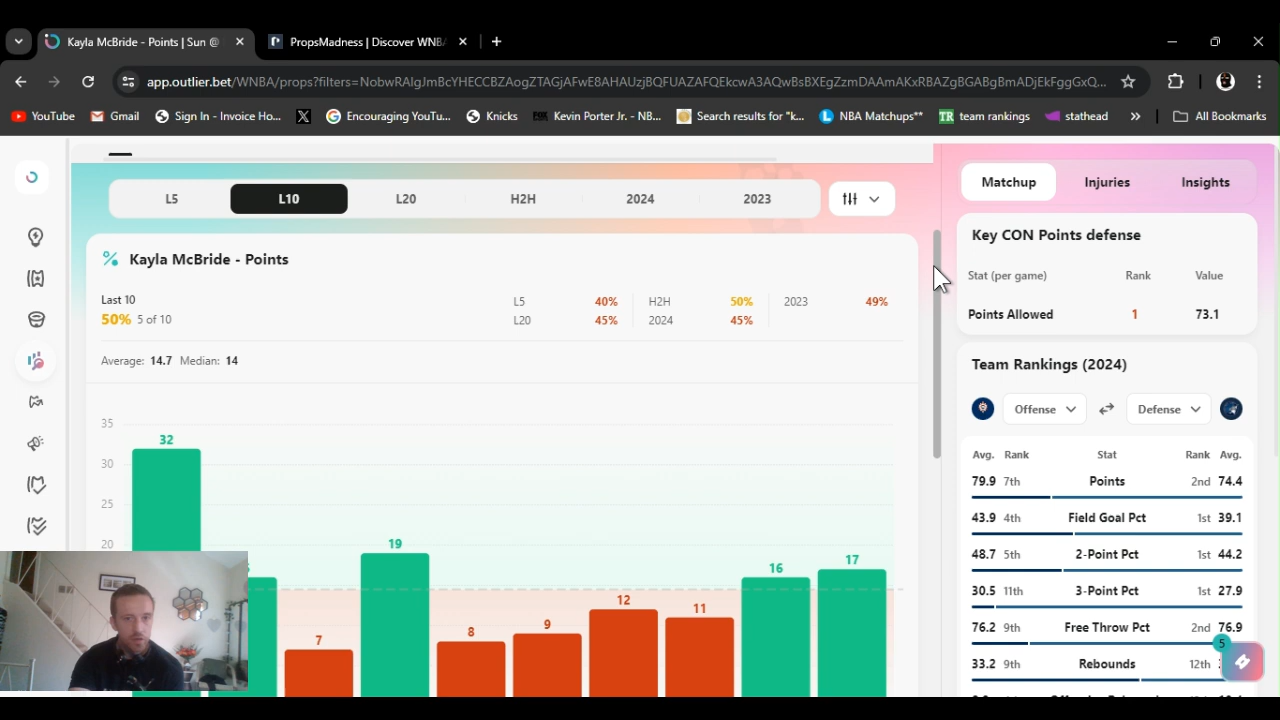 Kayla McBride - Points | Sun @
PropsMadness | Discover WNB
app.outlier.bet/WNBA/props?filters=NobwRAlgJmBcYHECCBZAogZTAGjAFwE8AHAUzjBQFUAZAFQEkcwA3AQwBsBXEgZzmDAAmAKxRBAZgBGABgBmADjEkFggGxQ...
YouTube
Gmail
Sign In - Invoice Ho...
Encouraging YouTu...
Knicks
FOX
Kevin Porter Jr. - NB...
Search results for "k...
NBA Matchups**
TR
team rankings
stathead
»
All Bookmarks
L5
L10
L20
H2H
2024
2023
Kayla McBride - Points
Last 10
50% 5 of 10
L5 40% H2H 50% 2023 49%
L20 45% 2024 45%
Average: 14.7 Median: 14
35
30
25
20
32
7
19
8
9
12
11
16
17
Matchup
Injuries
Insights
Key CON Points defense
Stat (per game) Rank Value
Points Allowed 1 73.1
Team Rankings (2024)
Offense
Defense
Avg. Rank Stat Rank Avg.
79.9 7th Points 2nd 74.4
43.9 4th Field Goal Pct 1st 39.1
48.7 5th 2-Point Pct 1st 44.2
30.5 11th 3-Point Pct 1st 27.9
76.2 9th Free Throw Pct 2nd 76.9
33.2 9th Rebounds 12th
5